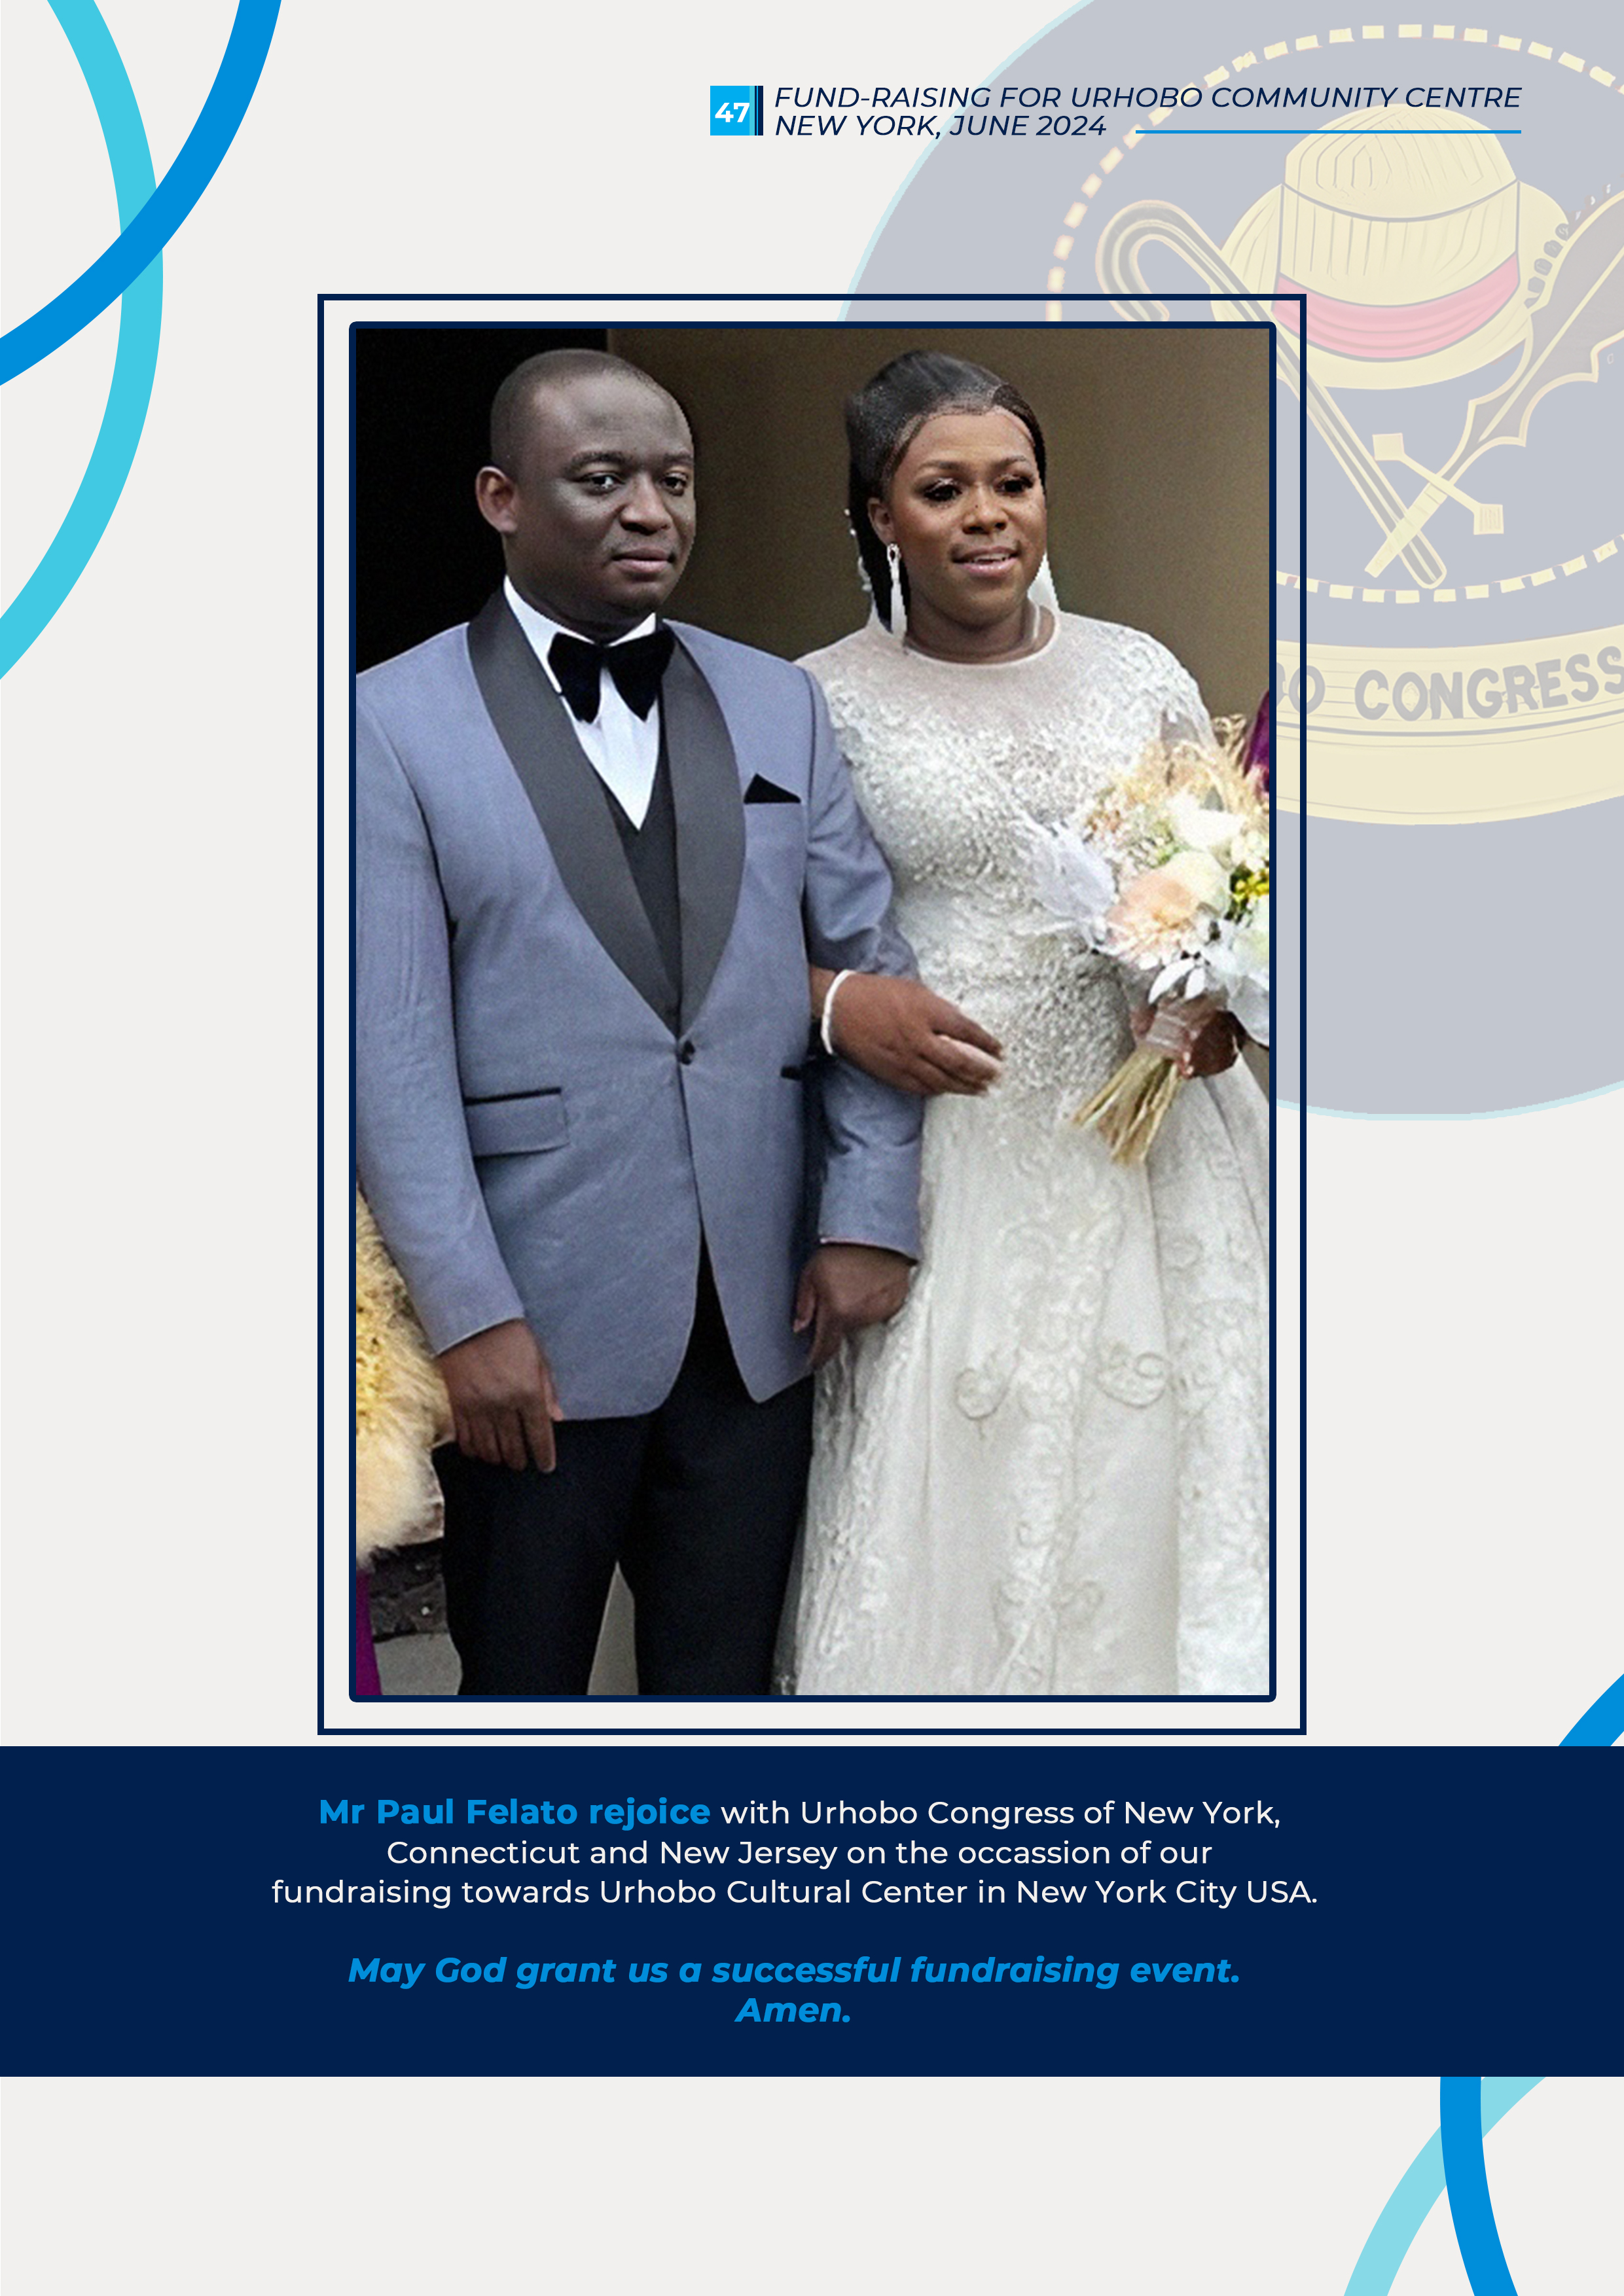 47
FUND-RAISING FOR URHOBO COMMUNITY CENTRE
NEW YORK, JUNE 2024
CONGRESS
Mr Paul Felato rejoice with Urhobo Congress of New York,
Connecticut and New Jersey on the occassion of our
fundraising towards Urhobo Cultural Center in New York City USA.
May God grant us a successful fundraising event.
Amen.